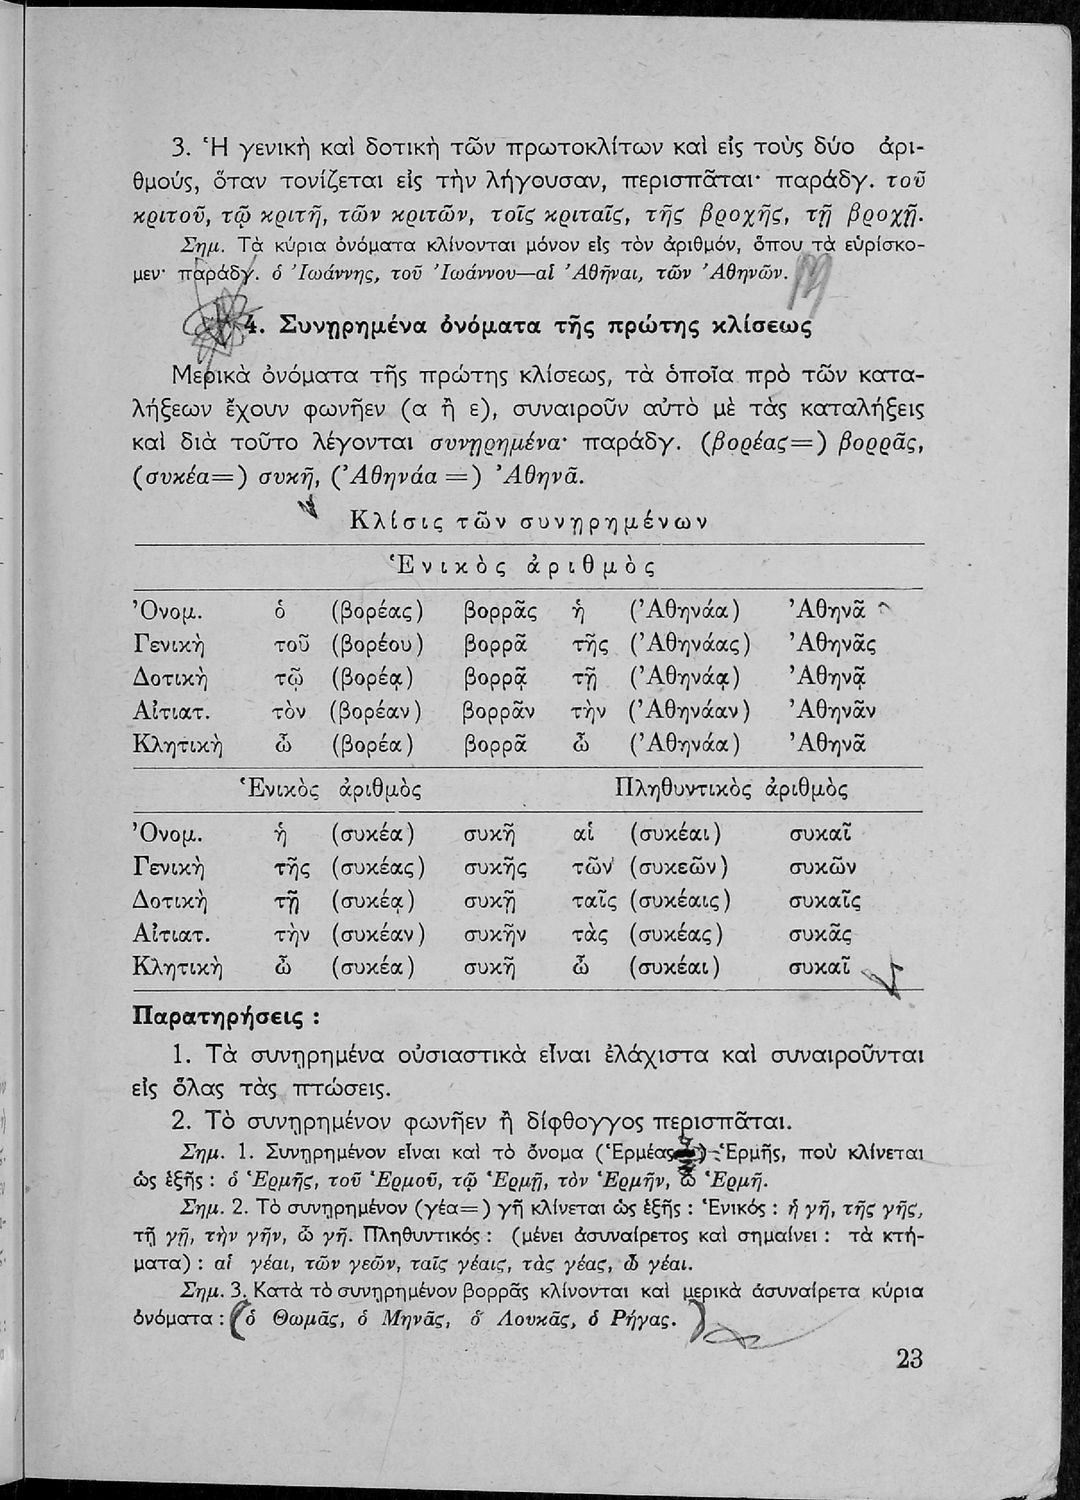 3. Ἡ γενικὴ καὶ δοτικὴ τῶν πρωτοκλίτων καὶ εἰς τοὺς δύο ἀρι-
θμούς, ὅταν τονίζεται εἰς τὴν λήγουσαν, περισπᾶται· παράδγ. τοῦ
κριτοῦ, τῷ κριτῇ, τῶν κριτῶν, τοῖς κριταῖς, τῆς βροχῆς, τῇ βροχῇ.
Σημ. Τὰ κύρια ὀνόματα κλίνονται μόνον εἰς τὸν ἀριθμόν, ὅπου τὰ εὑρίσκο-
μεν· παράδγ. ὁ Ἰωάννης, τοῦ Ἰωάννου—αἱ Ἀθῆναι, τῶν Ἀθηνῶν.
4. Συνῃρημένα ὀνόματα τῆς πρώτης κλίσεως
Μερικὰ ὀνόματα τῆς πρώτης κλίσεως, τὰ ὁποῖα πρὸ τῶν κατα-
λήξεων ἔχουν φωνῆεν (α ἢ ε), συναιροῦν αὐτὸ μὲ τὰς καταλήξεις
καὶ διὰ τοῦτο λέγονται συνῃρημένα· παράδγ. (βορέας=) βορρᾶς,
(συκέα=) συκῆ, (Ἀθηνάα=) Ἀθηνᾶ.
Κλίσις τῶν συνῃρημένων
Ἑνικὸς ἀριθμὸς
Ὀνομ. ὁ (βορέας) βορρᾶς ἡ (Ἀθηνάα) Ἀθηνᾶ
Γενικὴ τοῦ (βορέου) βορρᾶ τῆς (Ἀθηνάας) Ἀθηνᾶς
Δοτικὴ τῷ (βορέᾳ) βορρᾷ τῇ (Ἀθηνάᾳ) Ἀθηνᾷ
Αἰτιατ. τὸν (βορέαν) βορρᾶν τὴν (Ἀθηνάαν) Ἀθηνᾶν
Κλητικὴ ὦ (βορέα) βορρᾶ ὦ (Ἀθηνάα) Ἀθηνᾶ
Ἑνικὸς ἀριθμὸς Πληθυντικὸς ἀριθμὸς
Ὀνομ. ἡ (συκέα) συκῆ αἱ (συκέαι) συκαῖ
Γενικὴ τῆς (συκέας) συκῆς τῶν (συκεῶν) συκῶν
Δοτικὴ τῇ (συκέᾳ) συκῇ ταῖς (συκέαις) συκαῖς
Αἰτιατ. τὴν (συκέαν) συκῆν τὰς (συκέας) συκᾶς
Κλητικὴ ὦ (συκέα) συκῆ ὦ (συκέαι) συκαῖ
Παρατηρήσεις :
1. Τὰ συνῃρημένα οὐσιαστικὰ εἶναι ἐλάχιστα καὶ συναιροῦνται
εἰς ὅλας τὰς πτώσεις.
2. Τὸ συνῃρημένον φωνῆεν ἢ δίφθογγος περισπᾶται.
Σημ. 1. Συνῃρημένον εἶναι καὶ τὸ ὄνομα (Ἑρμέας=) Ἑρμῆς, ποὺ κλίνεται
ὡς ἑξῆς : ὁ Ἑρμῆς, τοῦ Ἑρμοῦ, τῷ Ἑρμῇ, τὸν Ἑρμῆν, ὦ Ἑρμῆ.
Σημ. 2. Τὸ συνῃρημένον (γέα=) γῆ κλίνεται ὡς ἑξῆς : Ἑνικός : ἡ γῆ, τῆς γῆς,
τῇ γῇ, τὴν γῆν, ὦ γῆ. Πληθυντικός : (μένει ἀσυναίρετος καὶ σημαίνει : τὰ κτή-
ματα) : αἱ γέαι, τῶν γεῶν, ταῖς γέαις, τὰς γέας, ὦ γέαι.
Σημ. 3. Κατὰ τὸ συνῃρημένον βορρᾶς κλίνονται καὶ μερικὰ ἀσυναίρετα κύρια
ὀνόματα : ὁ Θωμᾶς, ὁ Μηνᾶς, ὁ Λουκᾶς, ὁ Ρήγας.
23